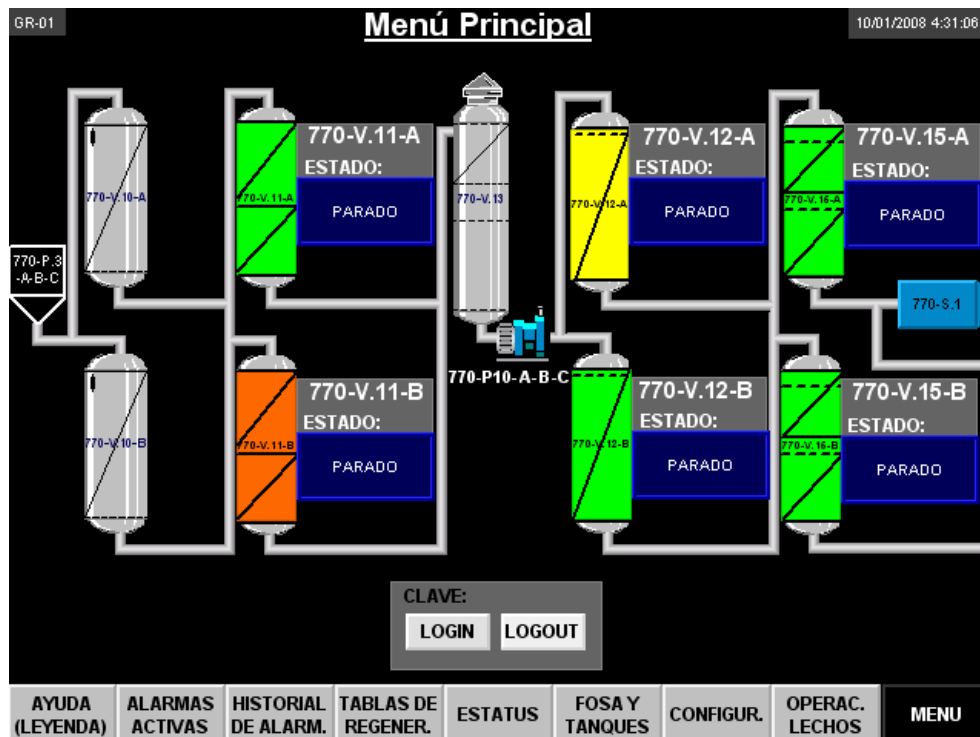 GR-01
Menú Principal
10/01/2008 4:31:06
770-P.3
-A-B-C
770-V.10-A
770-V.10-B
770-V.11-A
770-V.11-A
ESTADO:
PARADO
770-V.11-B
770-V.11-B
ESTADO:
PARADO
770-V.13
770-P10-A-B-C
770-V.12-A
770-V.12-A
ESTADO:
PARADO
770-V.12-B
770-V.12-B
ESTADO:
PARADO
770-V.15-A
770-V.15-A
ESTADO:
PARADO
770-S.1
770-V.15-B
770-V.15-B
ESTADO:
PARADO
CLAVE:
LOGIN
LOGOUT
AYUDA
(LEYENDA)
ALARMAS
ACTIVAS
HISTORIAL
DE ALARM.
TABLAS DE
REGENER.
ESTATUS
FOSA Y
TANQUES
CONFIGUR.
OPERAC.
LECHOS
MENU